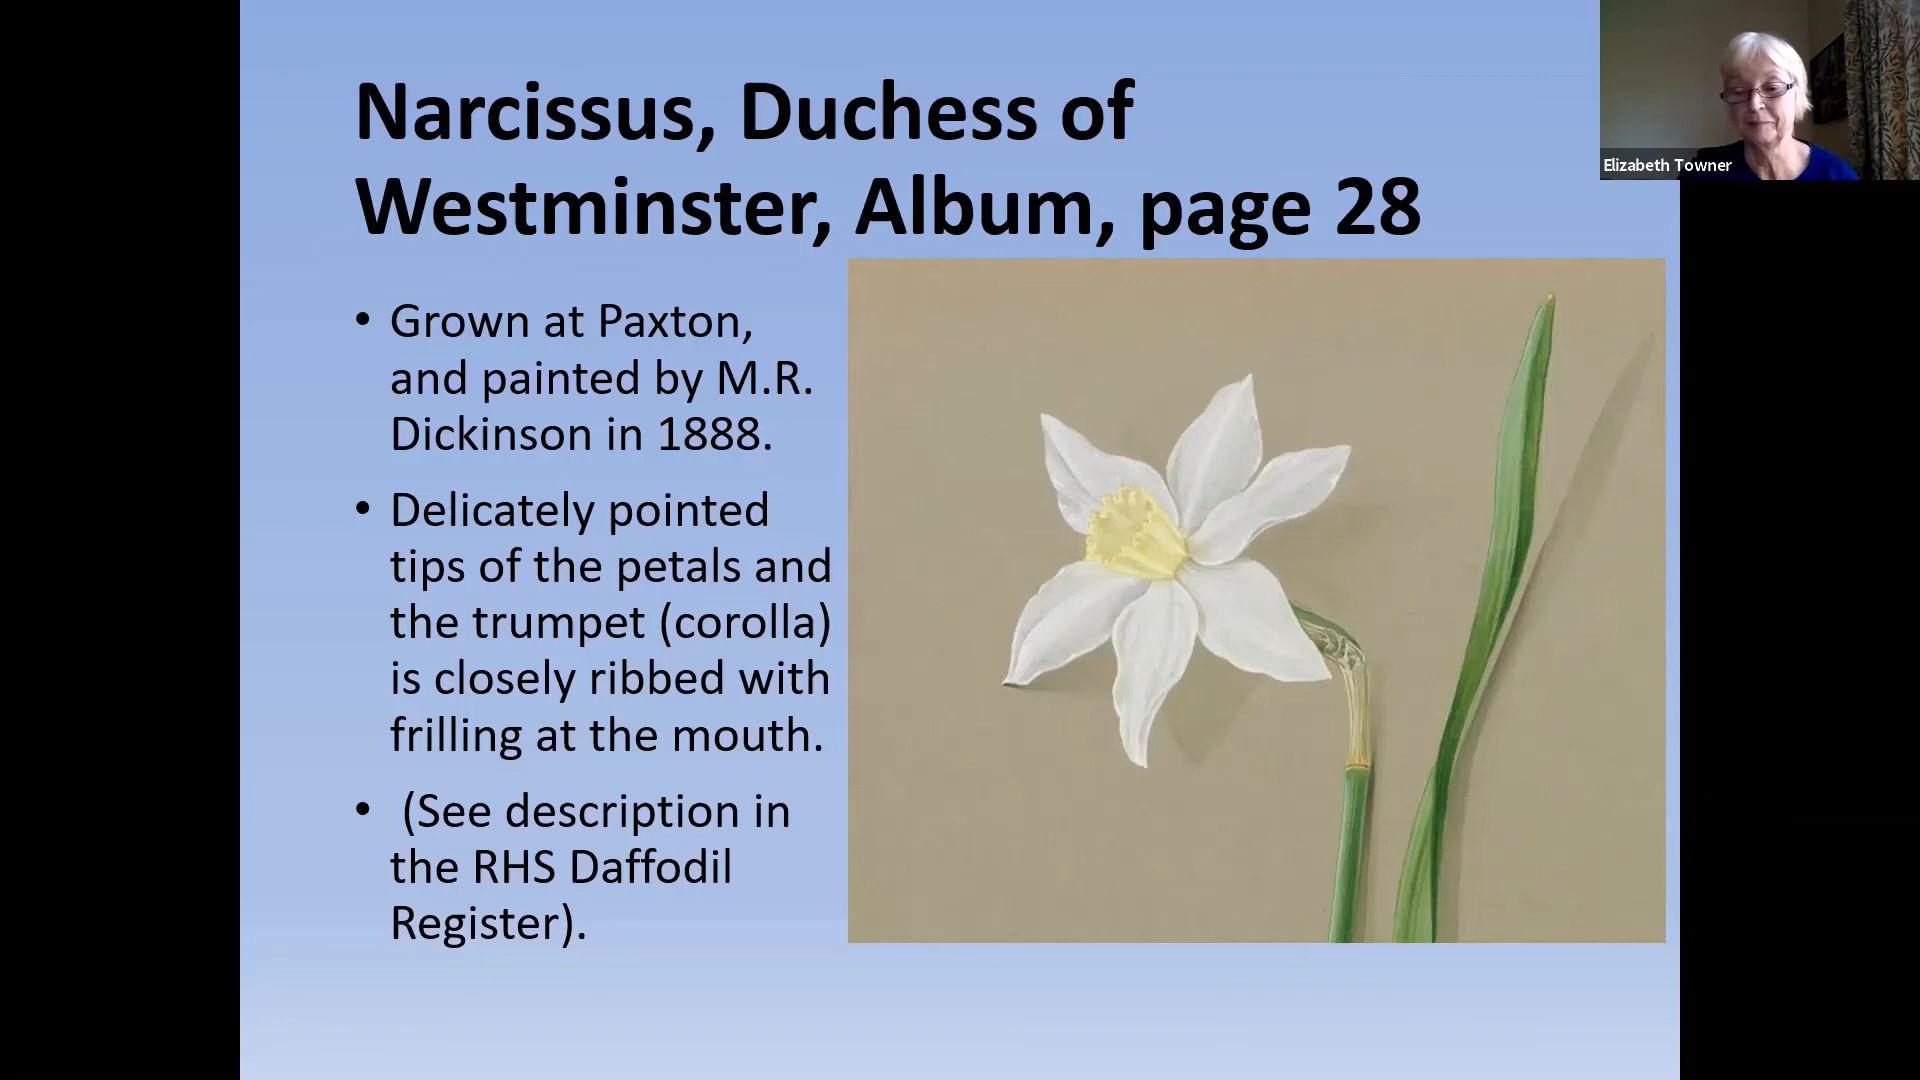 Narcissus, Duchess of
Westminster, Album, page 28
• Grown at Paxton,
and painted by M.R.
Dickinson in 1888.
• Delicately pointed
tips of the petals and
the trumpet (corolla)
is closely ribbed with
frilling at the mouth.
• (See description in
the RHS Daffodil
Register).
Elizabeth Towner